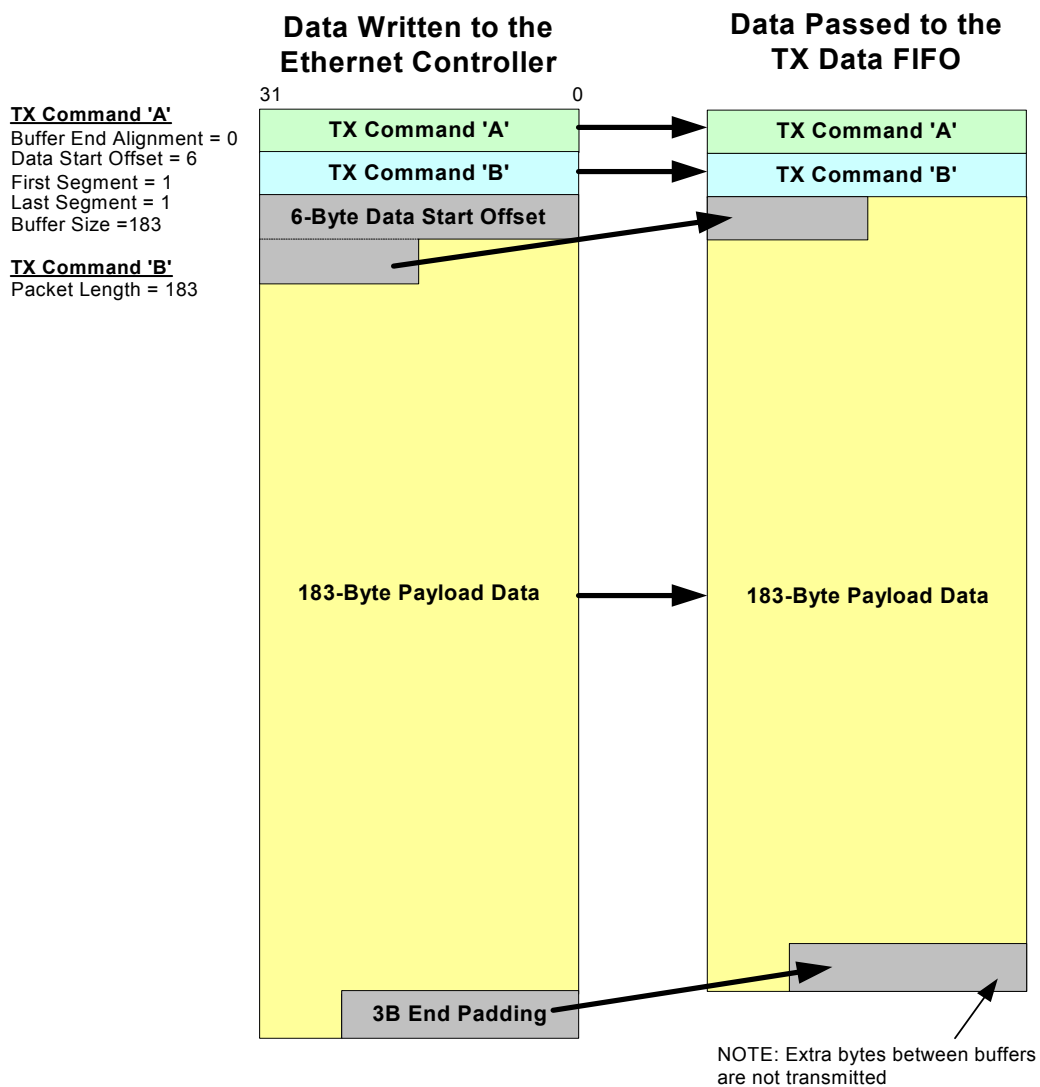 Data Written to the
Ethernet Controller
Data Passed to the
TX Data FIFO
31
0
TX Command 'A'
Buffer End Alignment = 0
Data Start Offset = 6
First Segment = 1
Last Segment = 1
Buffer Size =183
TX Command 'B'
Packet Length = 183
TX Command 'A'
TX Command 'B'
6-Byte Data Start Offset
183-Byte Payload Data
3B End Padding
TX Command 'A'
TX Command 'B'
183-Byte Payload Data
NOTE: Extra bytes between buffers
are not transmitted